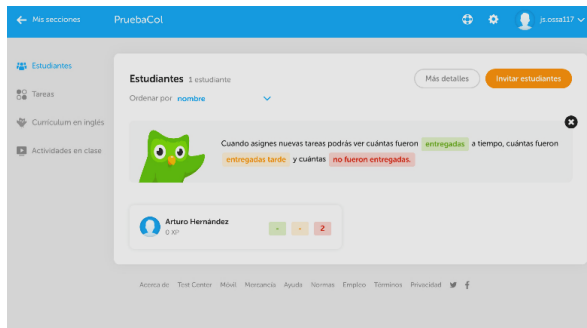 Mis secciones
PruebaCol
js.ossa117
Estudiantes
Tareas
Curriculum en inglés
Actividades en clase
Estudiantes 1 estudiante
Más detalles
Invitar estudiantes
Ordenar por nombre
Cuando asignes nuevas tareas podrás ver cuántas fueron entregadas a tiempo, cuántas fueron
entregadas tarde y cuántas no fueron entregadas.
Arturo Hernández
0 XP
- - 2
Acerca de Test Center Móvil Mercancía Ayuda Normas Empleo Términos Privacidad